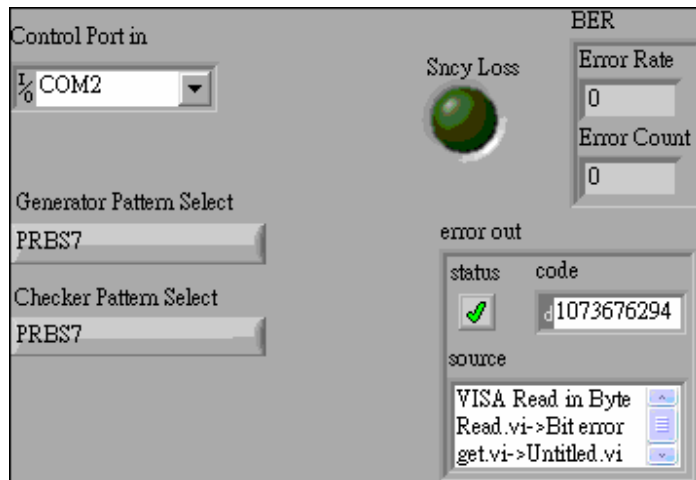 Control Port in
I/O COM2
Generator Pattern Select
PRBS7
Checker Pattern Select
PRBS7
Sncy Loss
BER
Error Rate
0
Error Count
0
error out
status code
d 1073676294
source
VISA Read in Byte
Read.vi->Bit error
get.vi->Untitled.vi